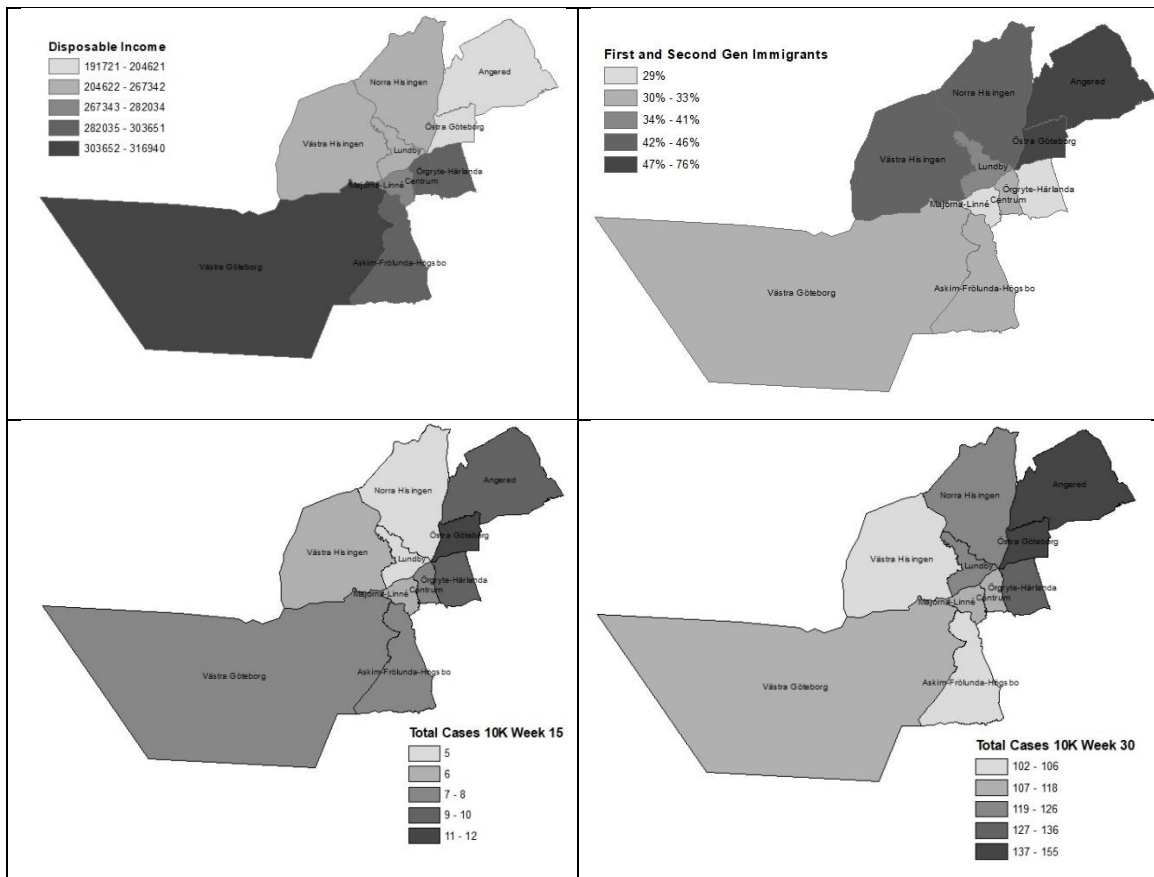 Disposable Income
191721 - 204621
204622 - 267342
267343 - 282034
282035 - 303651
303652 - 316940
Norra Hisingen
Angered
Östra Göteborg
Västra Hisingen
Lundby
Örgryte-Härlanda
Majorna-Linné
Centrum
Västra Göteborg
Askim-Frölunda-Högsbo
First and Second Gen Immigrants
29%
30% - 33%
34% - 41%
42% - 46%
47% - 76%
Norra Hisingen
Angered
Östra Göteborg
Västra Hisingen
Lundby
Örgryte-Härlanda
Majorna-Linné
Centrum
Västra Göteborg
Askim-Frölunda-Högsbo
Norra Hisingen
Angered
Östra Göteborg
Västra Hisingen
Lundby
Örgryte-Härlanda
Majorna-Linné
Centrum
Västra Göteborg
Askim-Frölunda-Högsbo
Total Cases 10K Week 15
5
6
7 - 8
9 - 10
11 - 12
Norra Hisingen
Angered
Östra Göteborg
Västra Hisingen
Lundby
Örgryte-Härlanda
Majorna-Linné
Centrum
Västra Göteborg
Askim-Frölunda-Högsbo
Total Cases 10K Week 30
102 - 106
107 - 118
119 - 126
127 - 136
137 - 155